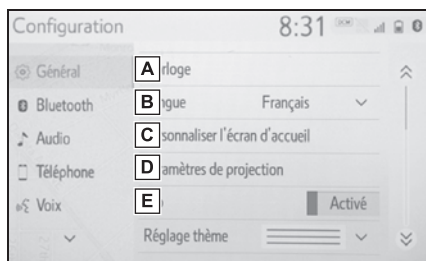 Configuration 8:31 DCM
Général
A rloge
Bluetooth
B ngue Français
Audio
C sonnaliser l'écran d'accueil
Téléphone
D amètres de projection
Voix
E Activé
Réglage thème